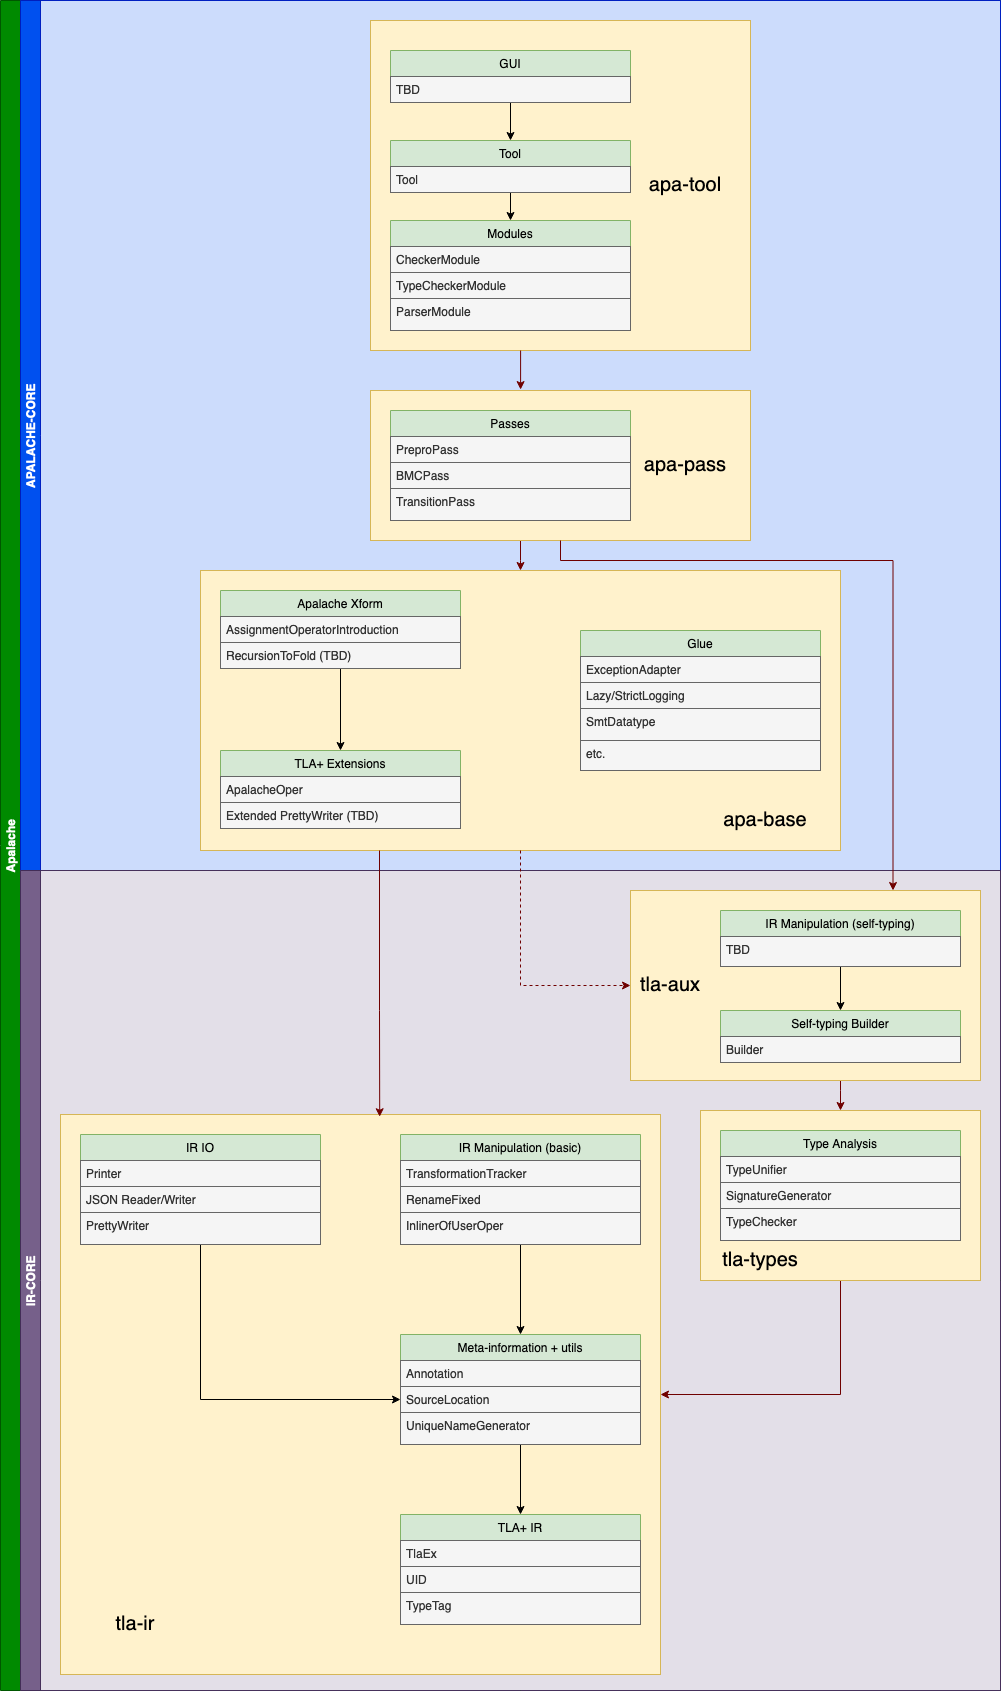 Apalache
APALACHE-CORE
GUI
TBD
Tool
Tool
Modules
CheckerModule
TypeCheckerModule
ParserModule
apa-tool
Passes
PreproPass
BMCPass
TransitionPass
apa-pass
Apalache Xform
AssignmentOperatorIntroduction
RecursionToFold (TBD)
TLA+ Extensions
ApalacheOper
Extended PrettyWriter (TBD)
Glue
ExceptionAdapter
Lazy/StrictLogging
SmtDatatype
etc.
apa-base
IR-CORE
IR Manipulation (self-typing)
TBD
tla-aux
Self-typing Builder
Builder
Type Analysis
TypeUnifier
SignatureGenerator
TypeChecker
tla-types
IR IO
Printer
JSON Reader/Writer
PrettyWriter
IR Manipulation (basic)
TransformationTracker
RenameFixed
InlinerOfUserOper
Meta-information + utils
Annotation
SourceLocation
UniqueNameGenerator
TLA+ IR
TlaEx
UID
TypeTag
tla-ir